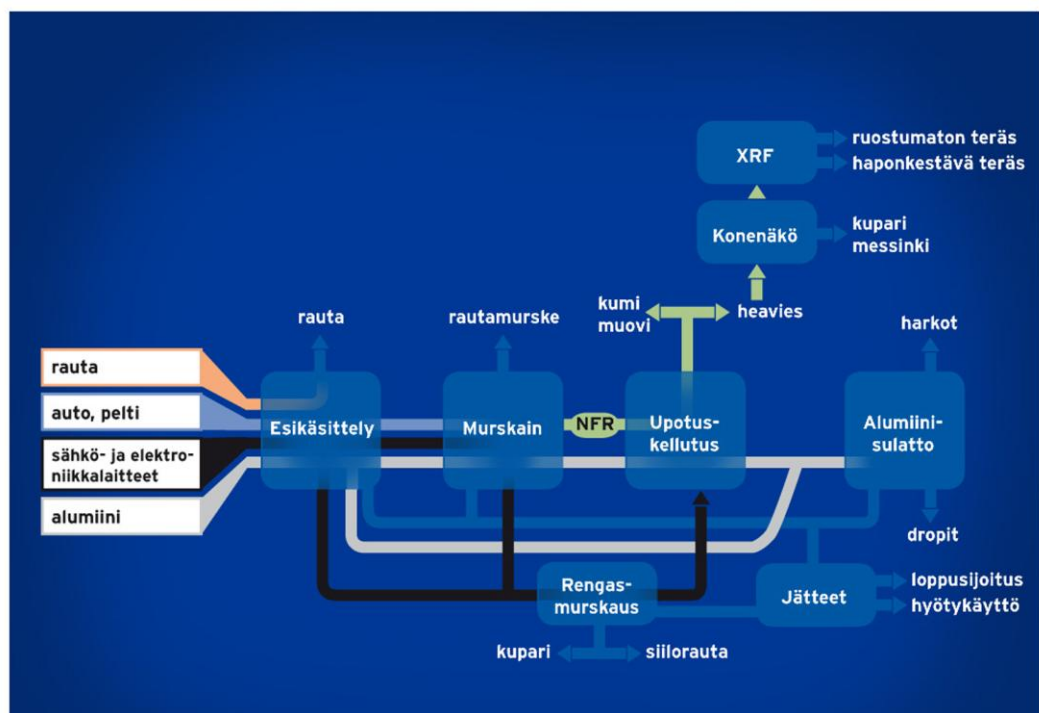 XRF
ruostumaton teräs
haponkestävä teräs
Konenäkö
kupari
messinki
rauta
rautamurske
kumi
muovi
heavies
harkot
rauta
auto, pelti
sähkö- ja elektro-
niikkalaitteet
alumiini
Esikäsittely
Murskain
NFR
Upotus-
kellutus
Alumiini-
sulatto
dropit
Rengas-
murskaus
Jätteet
loppusijoitus
hyötykäyttö
kupari
siilorauta